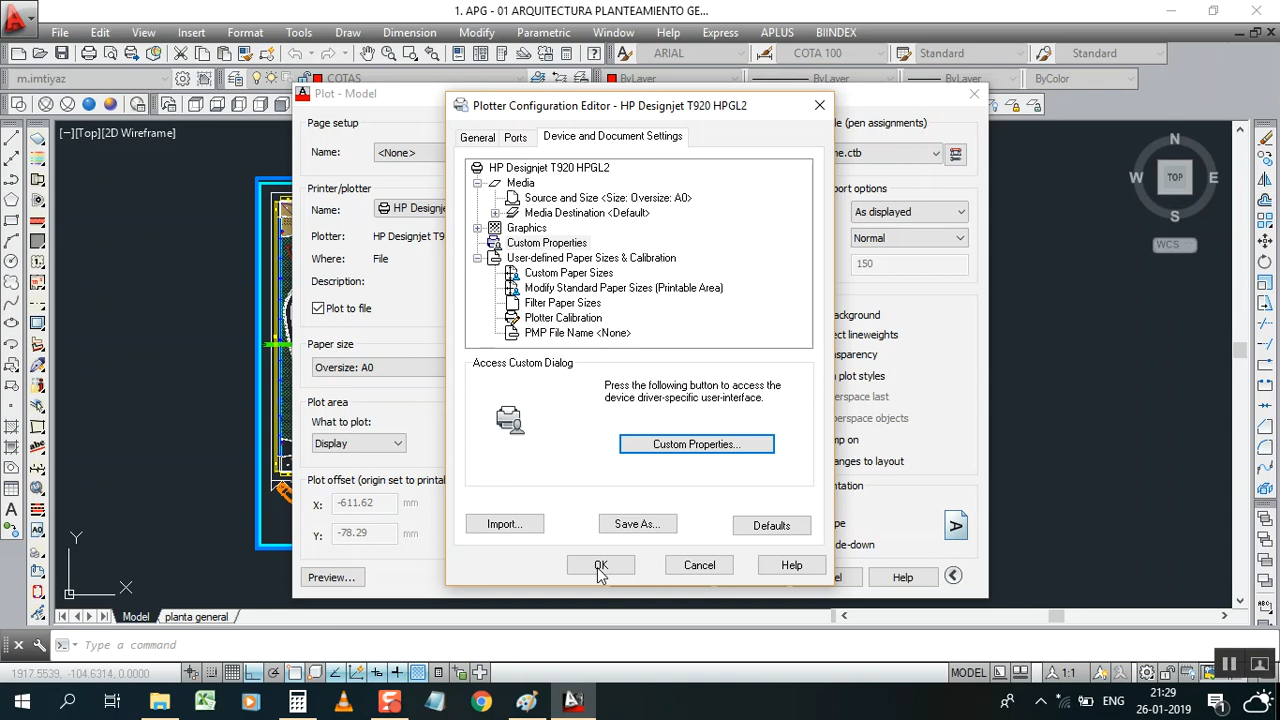 1. APG - 01 ARQUITECTURA PLANTEAMIENTO GE...
File Edit View Insert Format Tools Draw Dimension Modify Parametric Window Help Express APLUS BIINDEX
ARIAL COTA 100 Standard Standard
m.imtiyaz COTAS ByLayer ByLayer ByColor
[−][Top][2D Wireframe]
Plot - Model
Page setup
Name: <None>
Printer/plotter
Name: HP Designje
Plotter: HP Designjet T9
Where: File
Description:
Plot to file
Paper size
Oversize: A0
Plot area
What to plot:
Display
Plot offset (origin set to printal
X: -611.62 mm
Y: -78.29 mm
Preview...
Plotter Configuration Editor - HP Designjet T920 HPGL2
General Ports Device and Document Settings
HP Designjet T920 HPGL2
Media
Source and Size <Size: Oversize: A0>
Media Destination <Default>
Graphics
Custom Properties
User-defined Paper Sizes & Calibration
Custom Paper Sizes
Modify Standard Paper Sizes (Printable Area)
Filter Paper Sizes
Plotter Calibration
PMP File Name <None>
Access Custom Dialog
Press the following button to access the
device driver-specific user-interface.
Custom Properties...
Import... Save As... Defaults
OK Cancel Help
le (pen assignments)
ne.ctb
port options
As displayed
Normal
150
ackground
ect lineweights
nsparency
plot styles
perspace last
perspace objects
mp on
anges to layout
ntation
A
pe
de-down
el Help
N
W TOP E
S
WCS
Y
X
Model planta general
Type a command
1917.5539, -104.6314, 0.0000 MODEL 1:1
ENG 21:29
26-01-2019